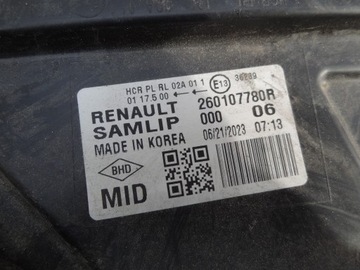 HCR PL RL 02A 01 1 E13 36289
01 17.5 00 ← ←
RENAULT 260107780R
SAMLIP 000 06
MADE IN KOREA 06/21/2023 07:13
BHD
MID